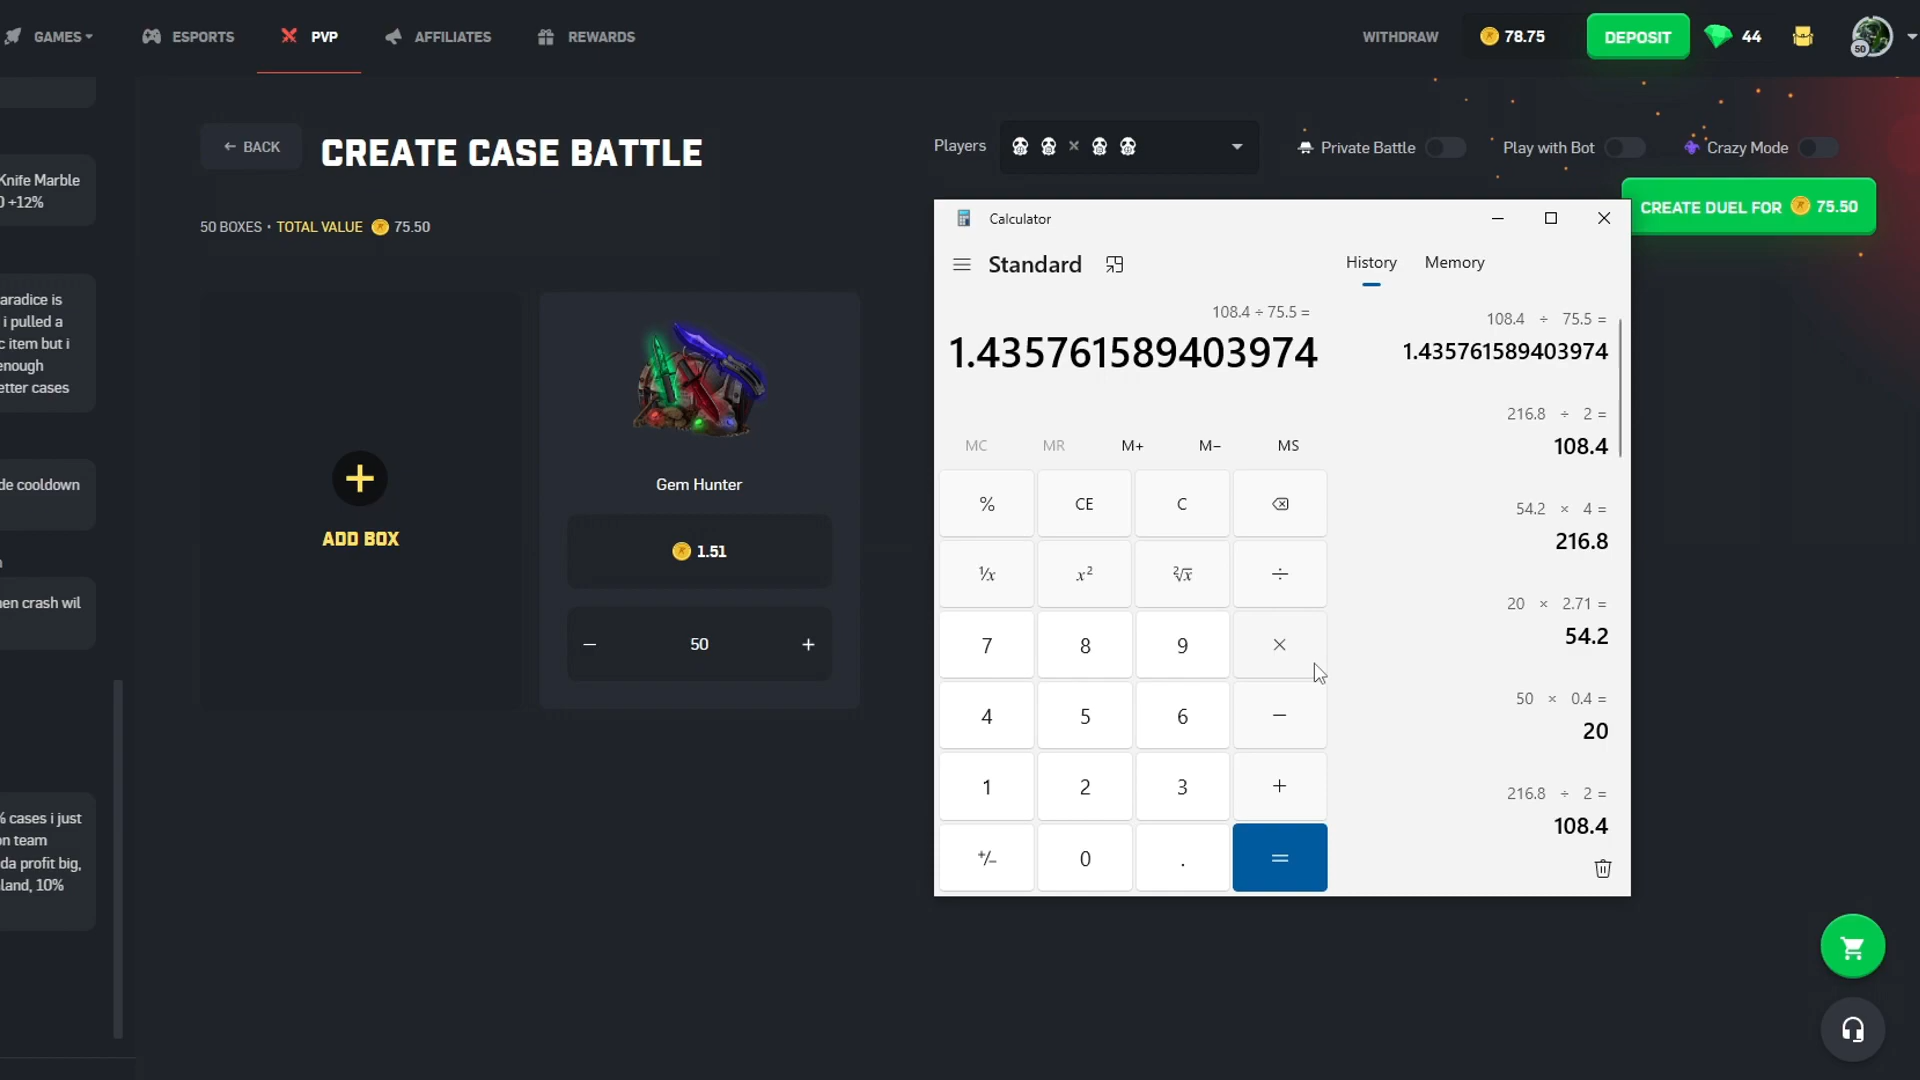 GAMES
ESPORTS
PVP
AFFILIATES
REWARDS
WITHDRAW
78.75
DEPOSIT
44
50
Knife Marble
+12%
aradice is
i pulled a
c item but i
enough
etter cases
de cooldown
en crash wil
% cases i just
on team
da profit big,
land, 10%
← BACK
CREATE CASE BATTLE
50 BOXES • TOTAL VALUE 75.50
Players
Private Battle
Play with Bot
Crazy Mode
CREATE DUEL FOR 75.50
+
ADD BOX
Gem Hunter
1.51
− 50 +
Calculator
Standard
108.4 ÷ 75.5 =
1.435761589403974
MC MR M+ M− MS
% CE C
¹/x x² ²√x ÷
7 8 9 ×
4 5 6 −
1 2 3 +
+/− 0 . =
History Memory
108.4 ÷ 75.5 =
1.435761589403974
216.8 ÷ 2 =
108.4
54.2 × 4 =
216.8
20 × 2.71 =
54.2
50 × 0.4 =
20
216.8 ÷ 2 =
108.4